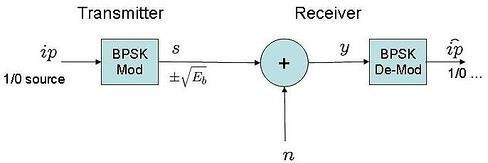 Transmitter
Receiver
ip
1/0 source
BPSK
Mod
s
±√E_b
+
y
BPSK
De-Mod
îp
1/0 ...
n